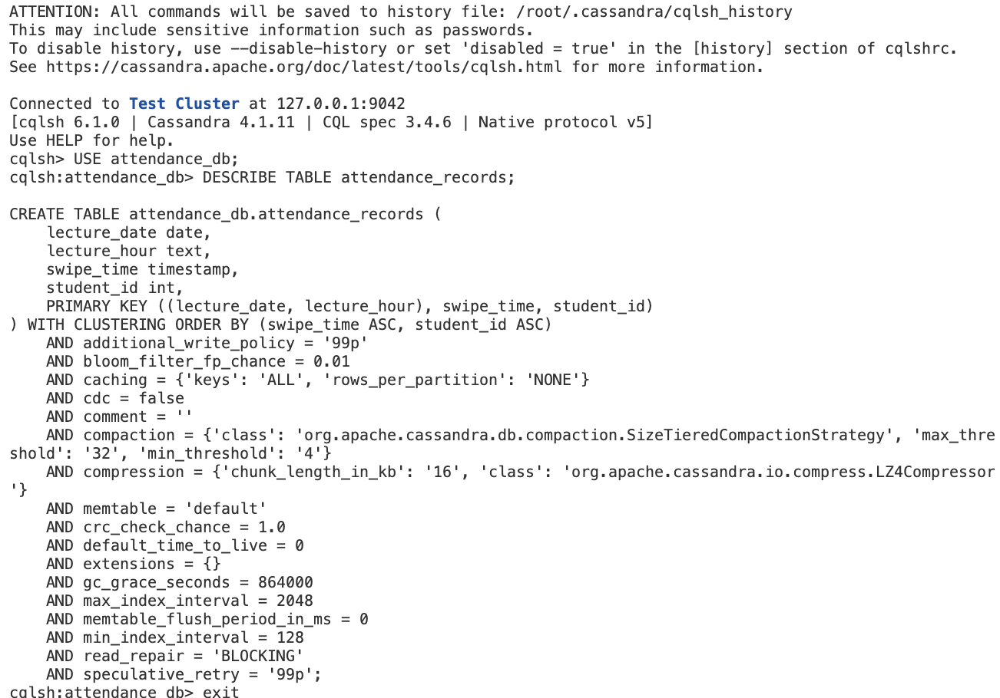 ATTENTION: All commands will be saved to history file: /root/.cassandra/cqlsh_history
This may include sensitive information such as passwords.
To disable history, use --disable-history or set 'disabled = true' in the [history] section of cqlshrc.
See https://cassandra.apache.org/doc/latest/tools/cqlsh.html for more information.

Connected to Test Cluster at 127.0.0.1:9042
[cqlsh 6.1.0 | Cassandra 4.1.11 | CQL spec 3.4.6 | Native protocol v5]
Use HELP for help.
cqlsh> USE attendance_db;
cqlsh:attendance_db> DESCRIBE TABLE attendance_records;

CREATE TABLE attendance_db.attendance_records (
    lecture_date date,
    lecture_hour text,
    swipe_time timestamp,
    student_id int,
    PRIMARY KEY ((lecture_date, lecture_hour), swipe_time, student_id)
) WITH CLUSTERING ORDER BY (swipe_time ASC, student_id ASC)
    AND additional_write_policy = '99p'
    AND bloom_filter_fp_chance = 0.01
    AND caching = {'keys': 'ALL', 'rows_per_partition': 'NONE'}
    AND cdc = false
    AND comment = ''
    AND compaction = {'class': 'org.apache.cassandra.db.compaction.SizeTieredCompactionStrategy', 'max_thre
shold': '32', 'min_threshold': '4'}
    AND compression = {'chunk_length_in_kb': '16', 'class': 'org.apache.cassandra.io.compress.LZ4Compressor
'}
    AND memtable = 'default'
    AND crc_check_chance = 1.0
    AND default_time_to_live = 0
    AND extensions = {}
    AND gc_grace_seconds = 864000
    AND max_index_interval = 2048
    AND memtable_flush_period_in_ms = 0
    AND min_index_interval = 128
    AND read_repair = 'BLOCKING'
    AND speculative_retry = '99p';
cqlsh:attendance_db> exit